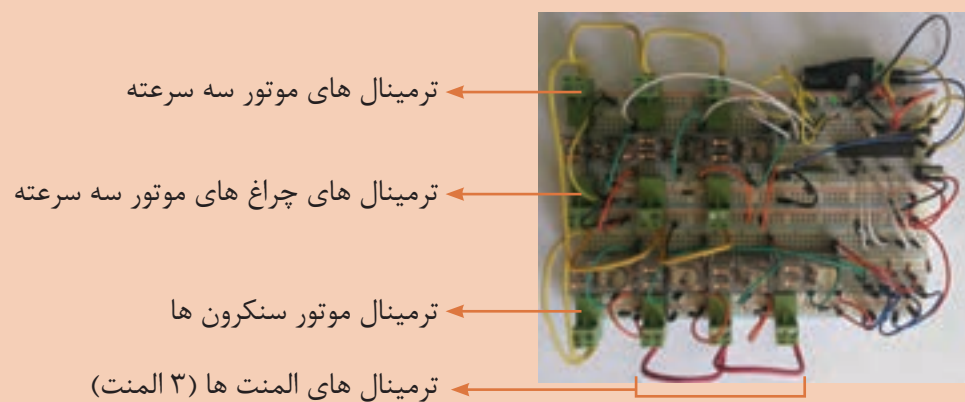 ترمینال های موتور سه سرعته
ترمینال های چراغ های موتور سه سرعته
ترمینال موتور سنکرون ها
ترمینال های المنت ها (۳ المنت)